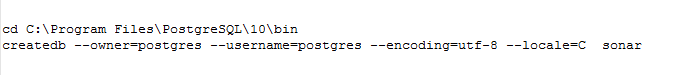 cd C:\Program Files\PostgreSQL\10\bin
createdb --owner=postgres --username=postgres --encoding=utf-8 --locale=C  sonar